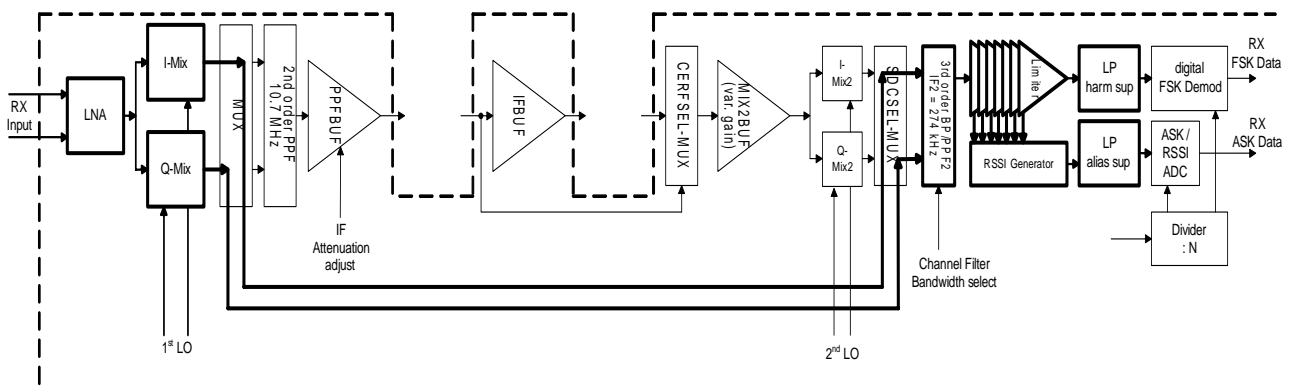 RX
Input
LNA
I-Mix
Q-Mix
MUX
2nd order PPF
10.7 MHz
PPFBUF
IF
Attenuation
adjust
1st LO
IFBUF
CERFSEL-MUX
MIX2BUF
(var. gain)
I-
Mix2
Q-
Mix2
2nd LO
SDCSEL-MUX
3rd order BP/PPF2
IF2 = 274 kHz
Channel Filter
Bandwidth select
Limiter
RSSI Generator
LP
harm sup
LP
alias sup
digital
FSK Demod
ASK /
RSSI
ADC
Divider
: N
RX
FSK Data
RX
ASK Data